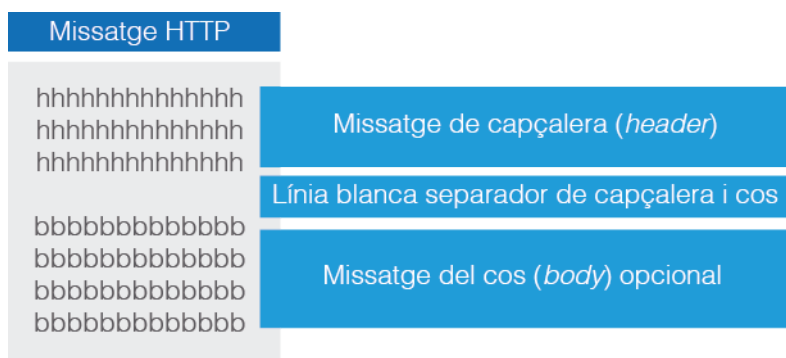 Missatge HTTP
hhhhhhhhhhhhhh
hhhhhhhhhhhhhh
hhhhhhhhhhhhhh
Missatge de capçalera (header)
Línia blanca separador de capçalera i cos
bbbbbbbbbbbbb
bbbbbbbbbbbbb
bbbbbbbbbbbbb
bbbbbbbbbbbbb
Missatge del cos (body) opcional